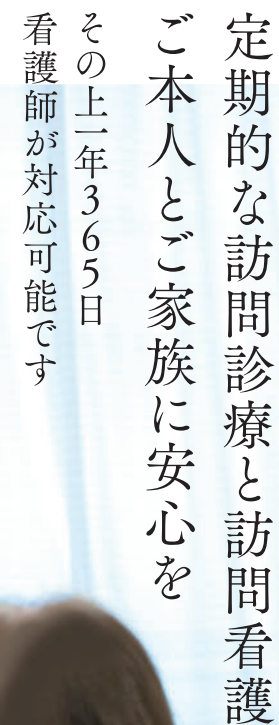 定期的な訪問診療と訪問看護
ご本人とご家族に安心を
その上一年365日
看護師が対応可能です